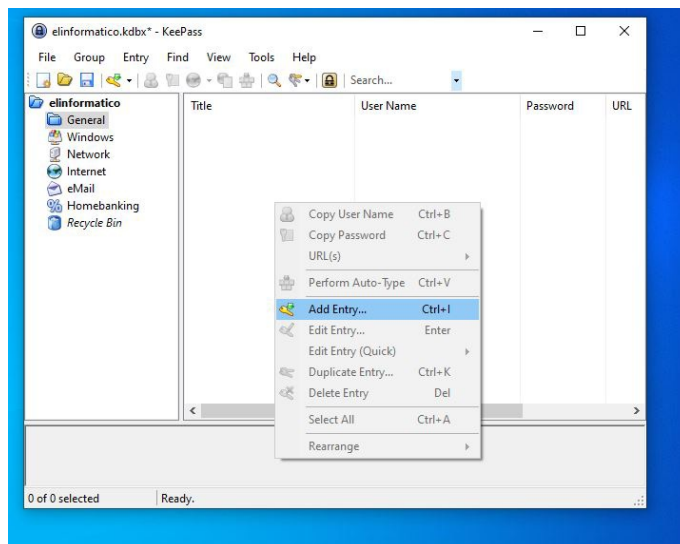 elinformatico.kdbx* - KeePass
File Group Entry Find View Tools Help
Search...
elinformatico
General
Windows
Network
Internet
eMail
Homebanking
Recycle Bin
Title User Name Password URL
Copy User Name Ctrl+B
Copy Password Ctrl+C
URL(s)
Perform Auto-Type Ctrl+V
Add Entry... Ctrl+I
Edit Entry... Enter
Edit Entry (Quick)
Duplicate Entry... Ctrl+K
Delete Entry Del
Select All Ctrl+A
Rearrange
0 of 0 selected Ready.